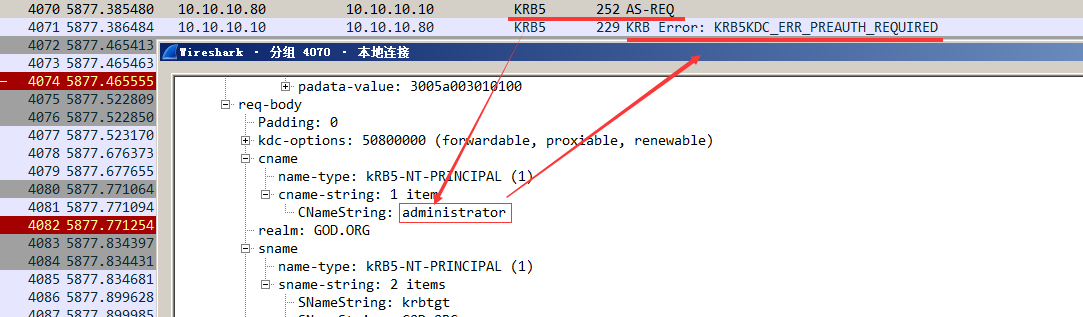 4070 5877.385480 10.10.10.80 10.10.10.10 KRB5 252 AS-REQ
4071 5877.386484 10.10.10.10 10.10.10.80 KRB5 229 KRB Error: KRB5KDC_ERR_PREAUTH_REQUIRED
4072 5877.465413
Wireshark · 分组 4070 · 本地连接
4073 5877.465463
4074 5877.465555
padata-value: 3005a003010100
4075 5877.522809
req-body
4076 5877.522850
Padding: 0
4077 5877.523170
kdc-options: 50800000 (forwardable, proxiable, renewable)
4078 5877.676373
cname
4079 5877.677655
name-type: kRB5-NT-PRINCIPAL (1)
4080 5877.771064
cname-string: 1 item
4081 5877.771094
CNameString: administrator
4082 5877.771254
realm: GOD.ORG
4083 5877.834397
sname
4084 5877.834431
name-type: kRB5-NT-PRINCIPAL (1)
4085 5877.834681
sname-string: 2 items
4086 5877.899628
SNameString: krbtgt
4087 5877.899985